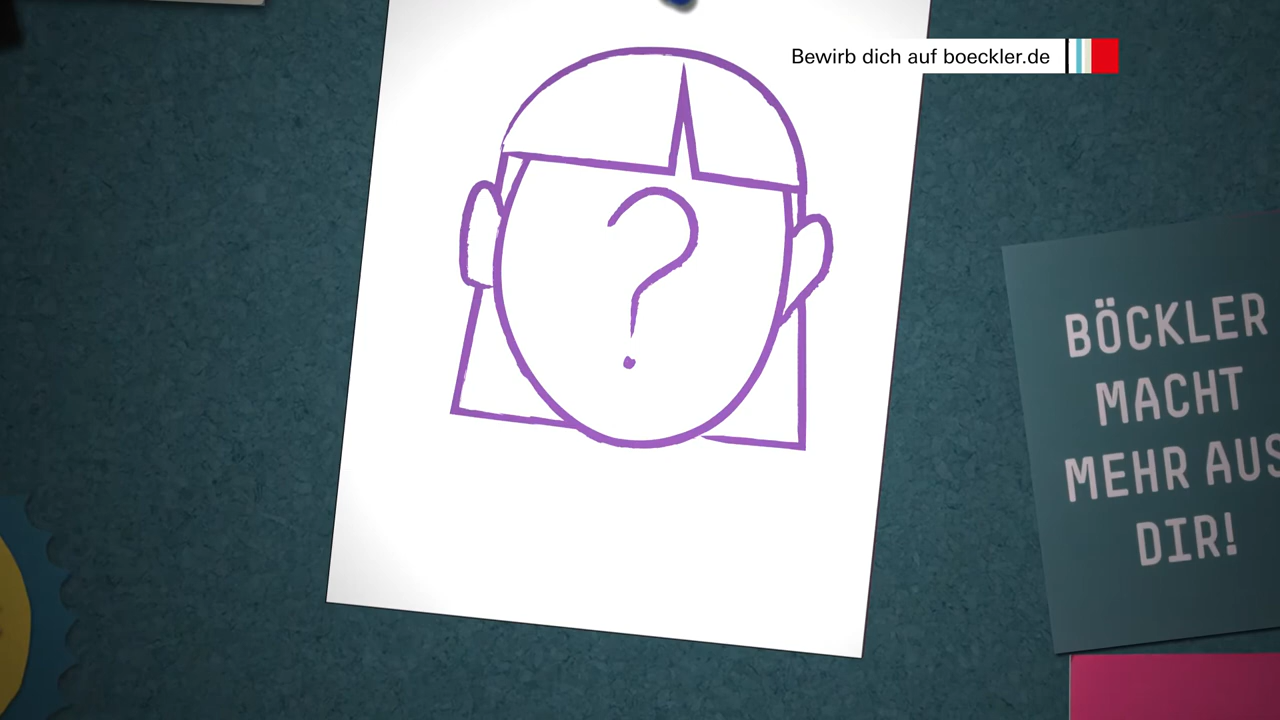 Bewirb dich auf boeckler.de
?
BÖCKLER
MACHT
MEHR AUS
DIR!